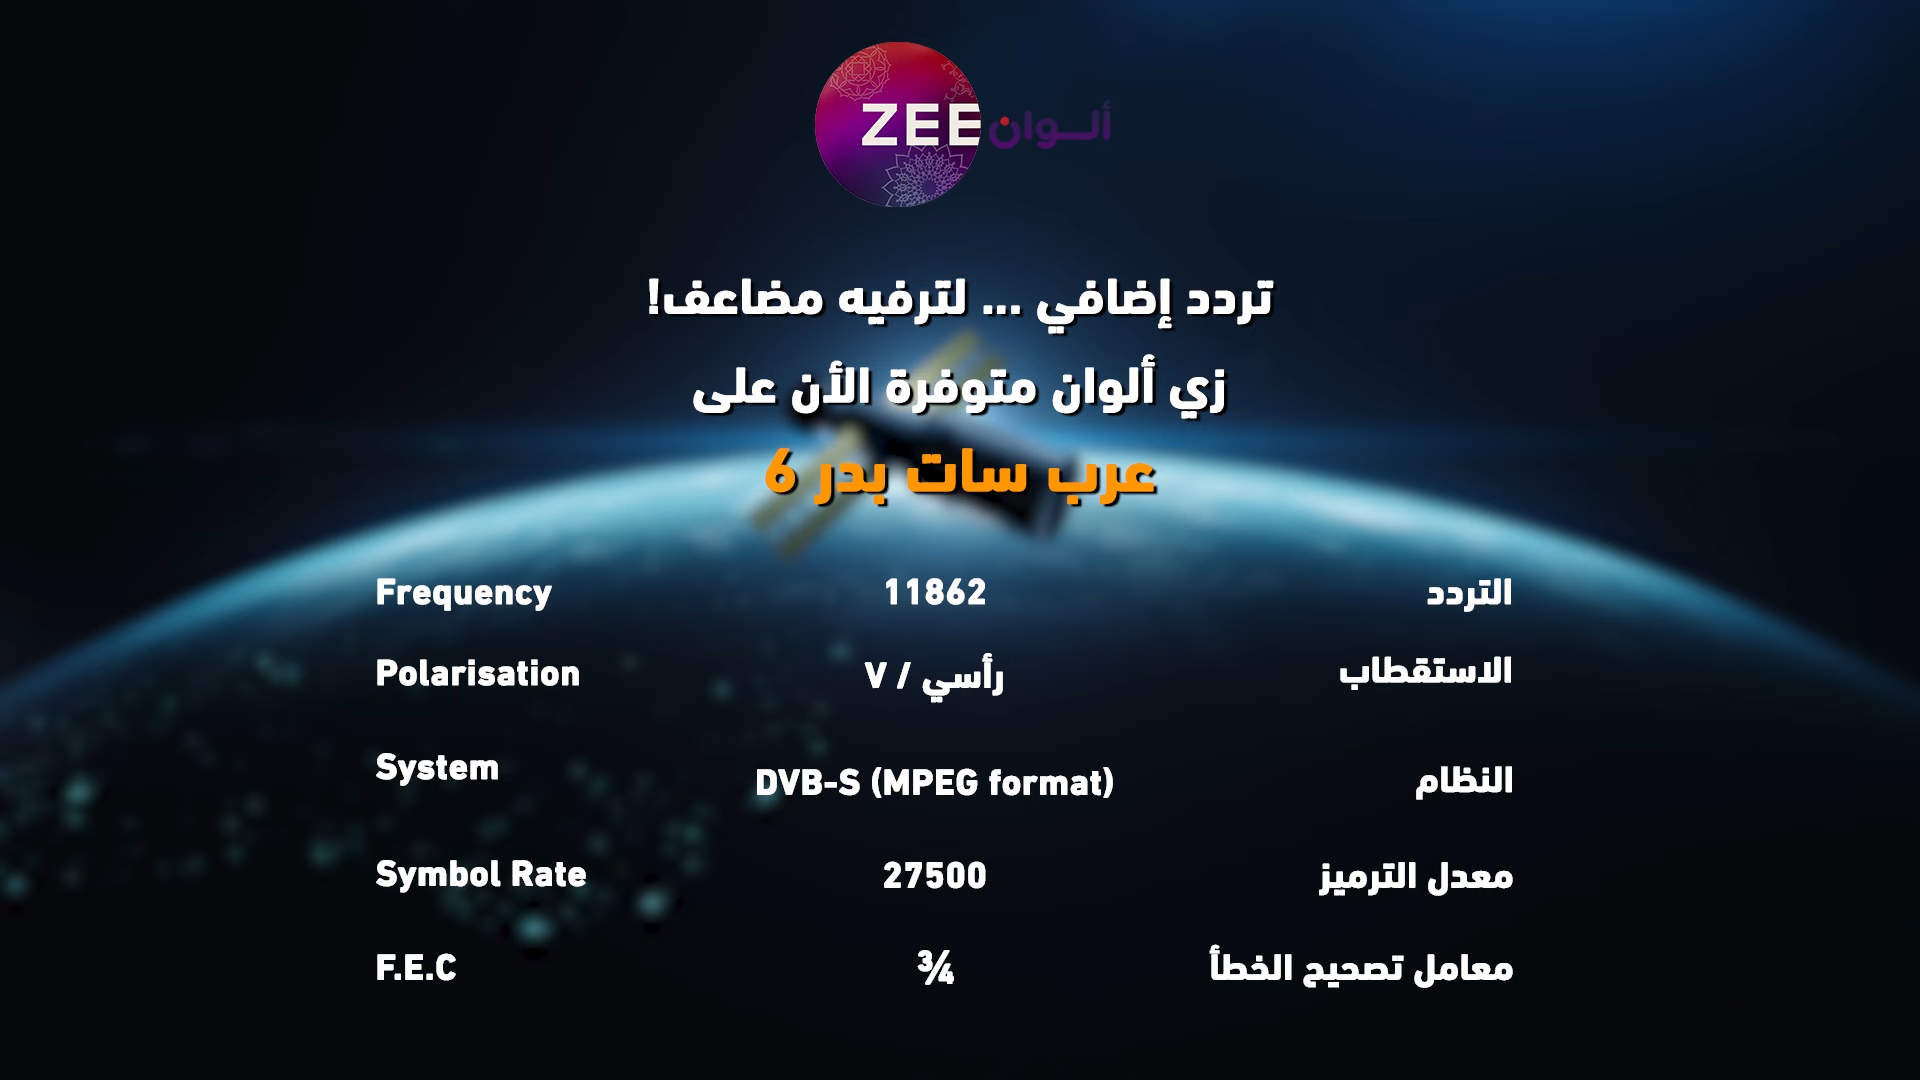 ZEE ألوان
تردد إضافي ... لترفيه مضاعف!
زي ألوان متوفرة الأن على
عرب سات بدر 6
Frequency 11862 التردد
Polarisation رأسي / V الاستقطاب
System DVB-S (MPEG format) النظام
Symbol Rate 27500 معدل الترميز
F.E.C ¾ معامل تصحيح الخطأ